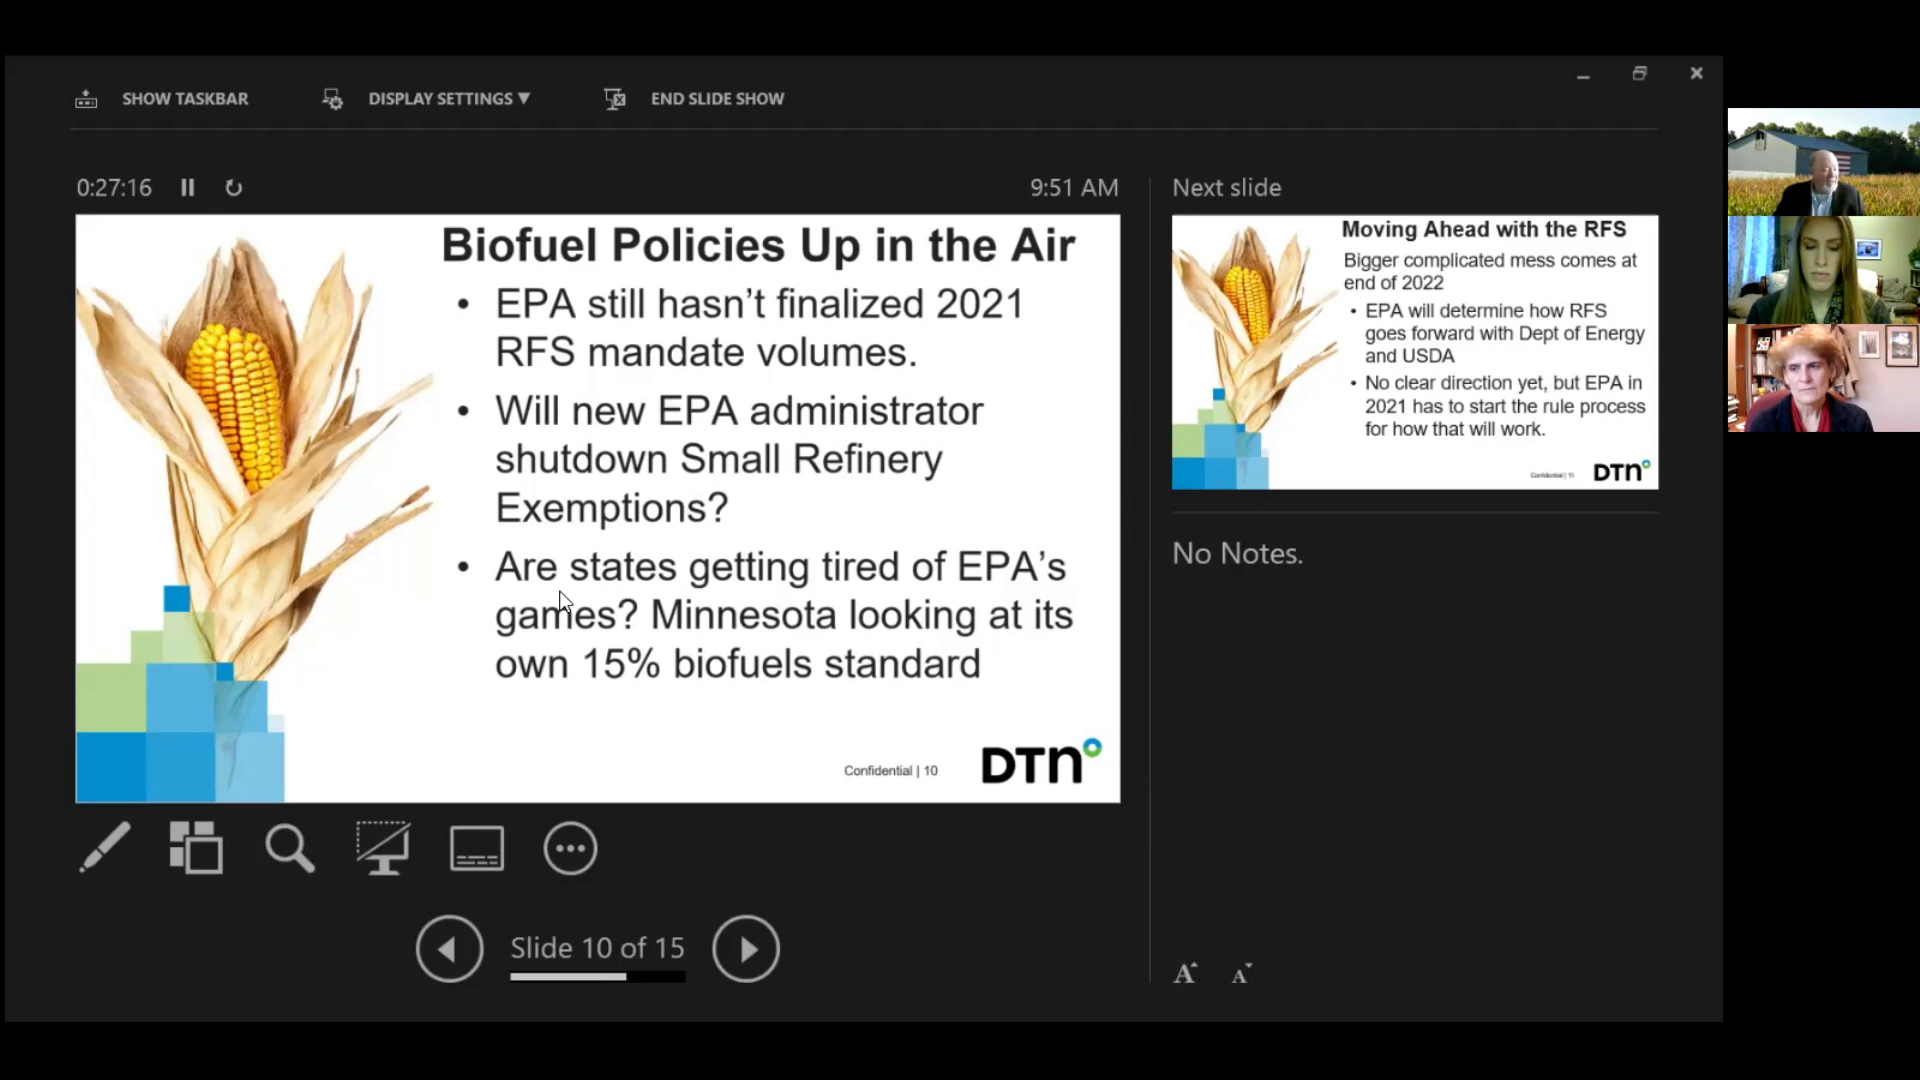 SHOW TASKBAR
DISPLAY SETTINGS ▼
END SLIDE SHOW
0:27:16
9:51 AM
Biofuel Policies Up in the Air
• EPA still hasn’t finalized 2021
RFS mandate volumes.
• Will new EPA administrator
shutdown Small Refinery
Exemptions?
• Are states getting tired of EPA’s
games? Minnesota looking at its
own 15% biofuels standard
Confidential | 10
DTN
Slide 10 of 15
Next slide
Moving Ahead with the RFS
Bigger complicated mess comes at
end of 2022
• EPA will determine how RFS
goes forward with Dept of Energy
and USDA
• No clear direction yet, but EPA in
2021 has to start the rule process
for how that will work.
Confidential | 11
DTN
No Notes.
A A